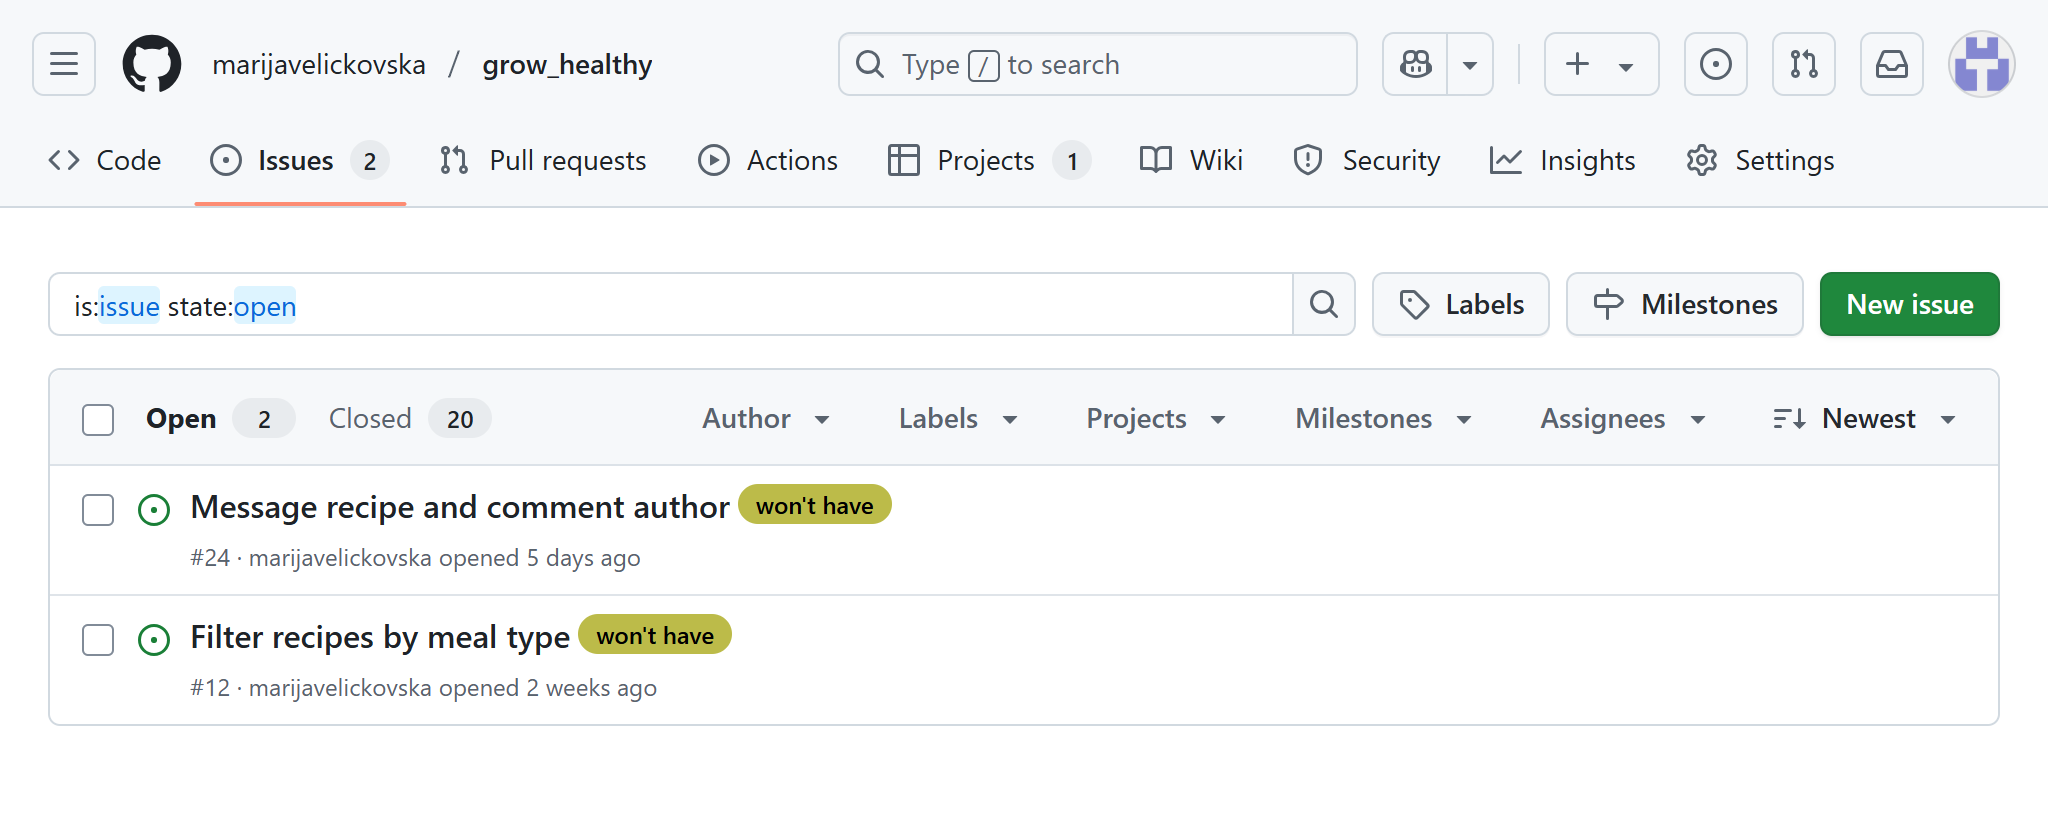 marijavelickovska / grow_healthy Type / to search
Code Issues 2 Pull requests Actions Projects 1 Wiki Security Insights Settings
is:issue state:open Labels Milestones New issue
Open 2 Closed 20 Author Labels Projects Milestones Assignees Newest
Message recipe and comment author won't have
#24 · marijavelickovska opened 5 days ago
Filter recipes by meal type won't have
#12 · marijavelickovska opened 2 weeks ago